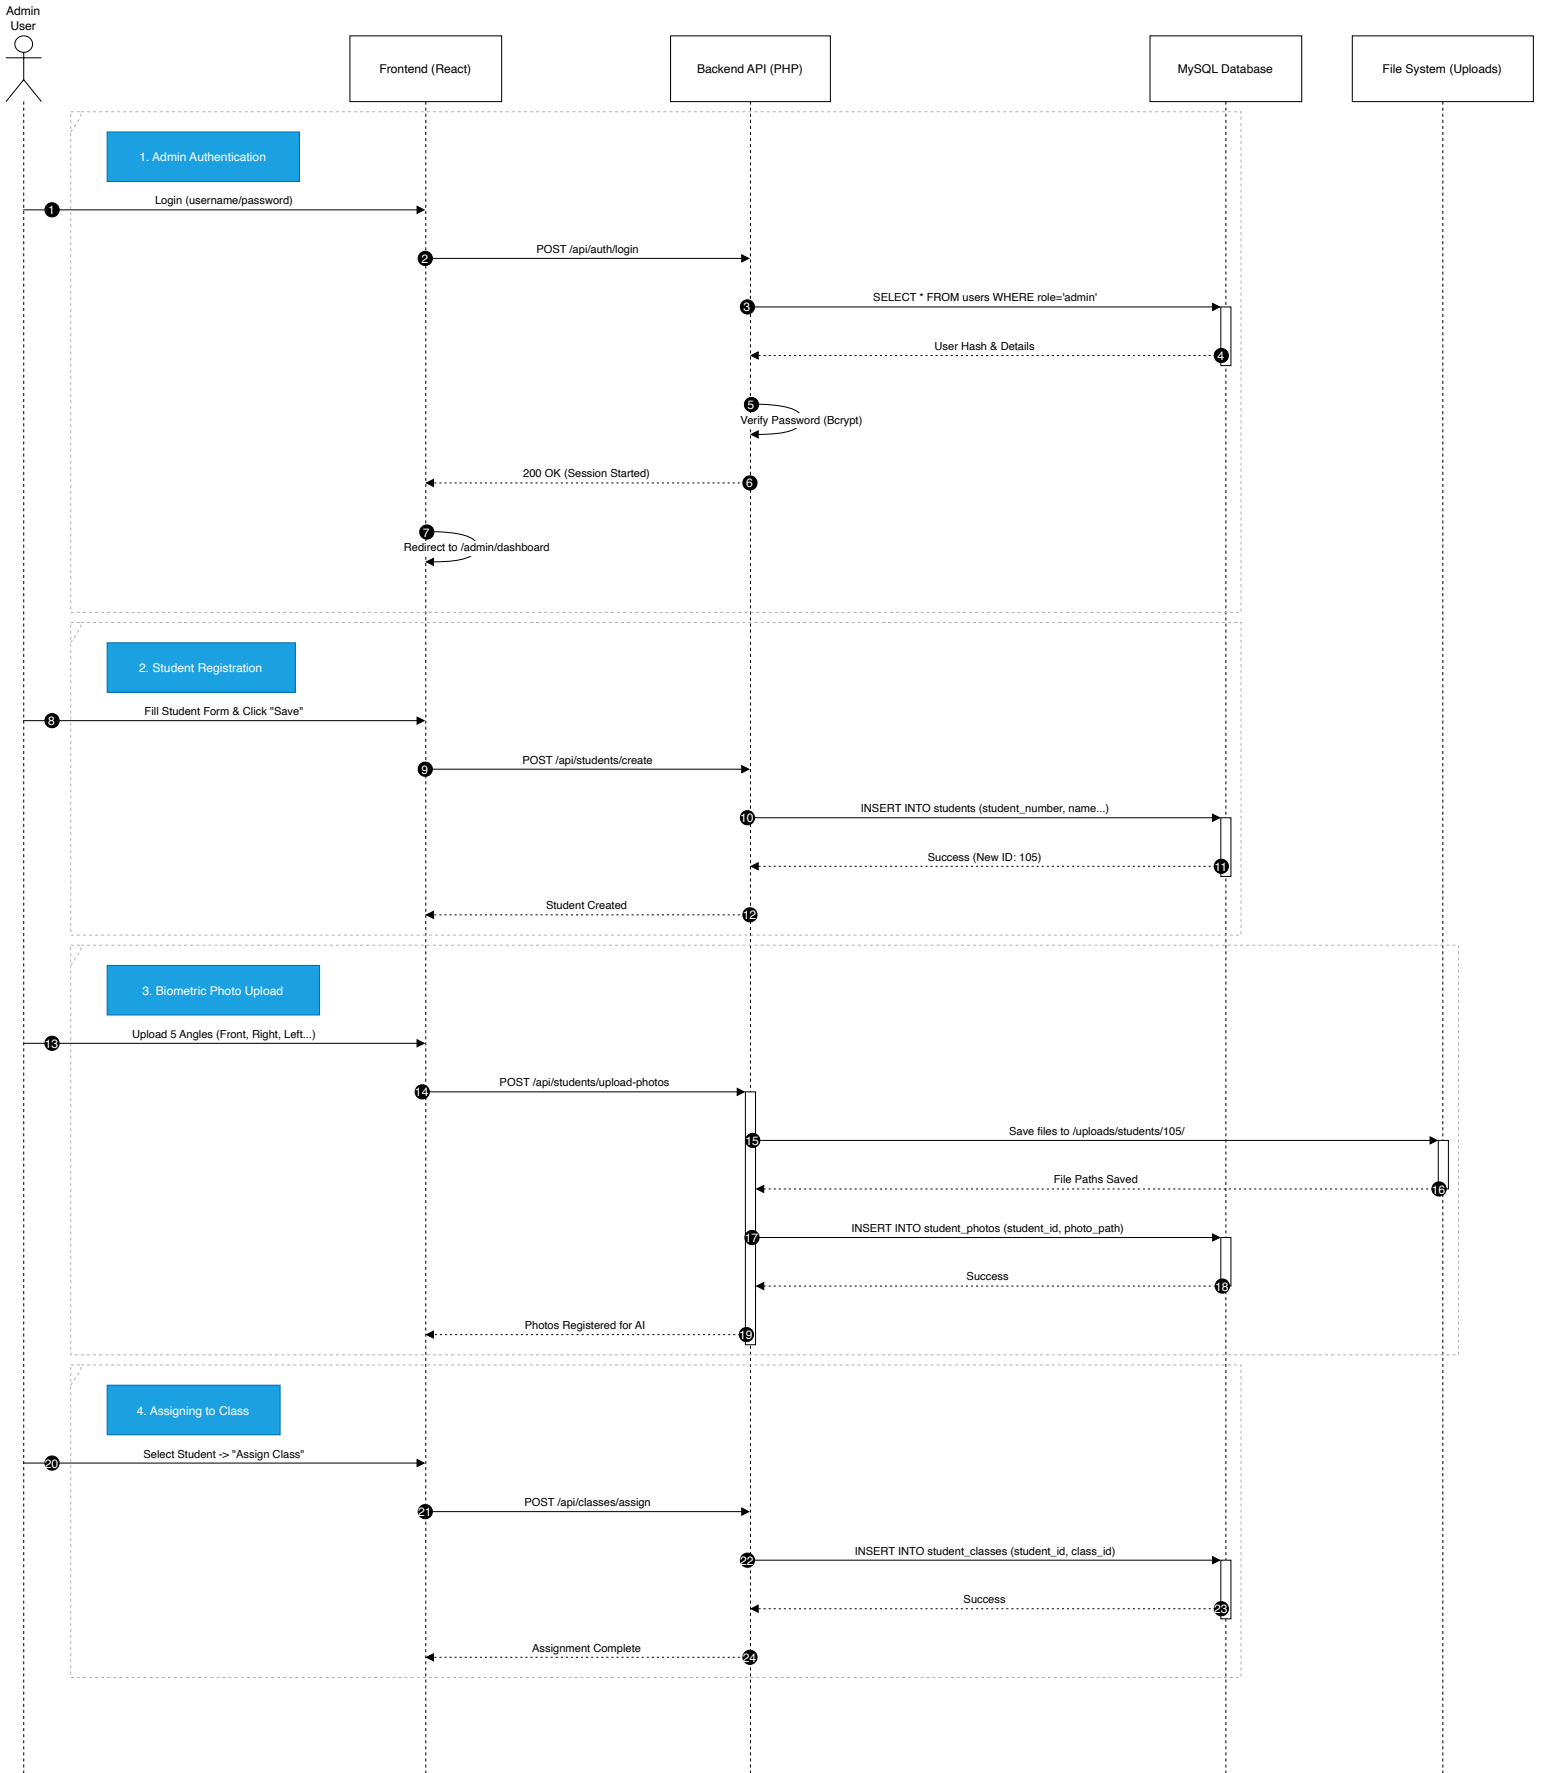 Admin
User
Frontend (React)
Backend API (PHP)
MySQL Database
File System (Uploads)
1. Admin Authentication
1
Login (username/password)
2
POST /api/auth/login
3
SELECT * FROM users WHERE role='admin'
User Hash & Details
4
5
Verify Password (Bcrypt)
200 OK (Session Started)
6
7
Redirect to /admin/dashboard
2. Student Registration
8
Fill Student Form & Click "Save"
9
POST /api/students/create
10
INSERT INTO students (student_number, name...)
Success (New ID: 105)
11
Student Created
12
3. Biometric Photo Upload
13
Upload 5 Angles (Front, Right, Left...)
14
POST /api/students/upload-photos
15
Save files to /uploads/students/105/
File Paths Saved
16
17
INSERT INTO student_photos (student_id, photo_path)
Success
18
Photos Registered for AI
19
4. Assigning to Class
20
Select Student -> "Assign Class"
21
POST /api/classes/assign
22
INSERT INTO student_classes (student_id, class_id)
Success
23
Assignment Complete
24